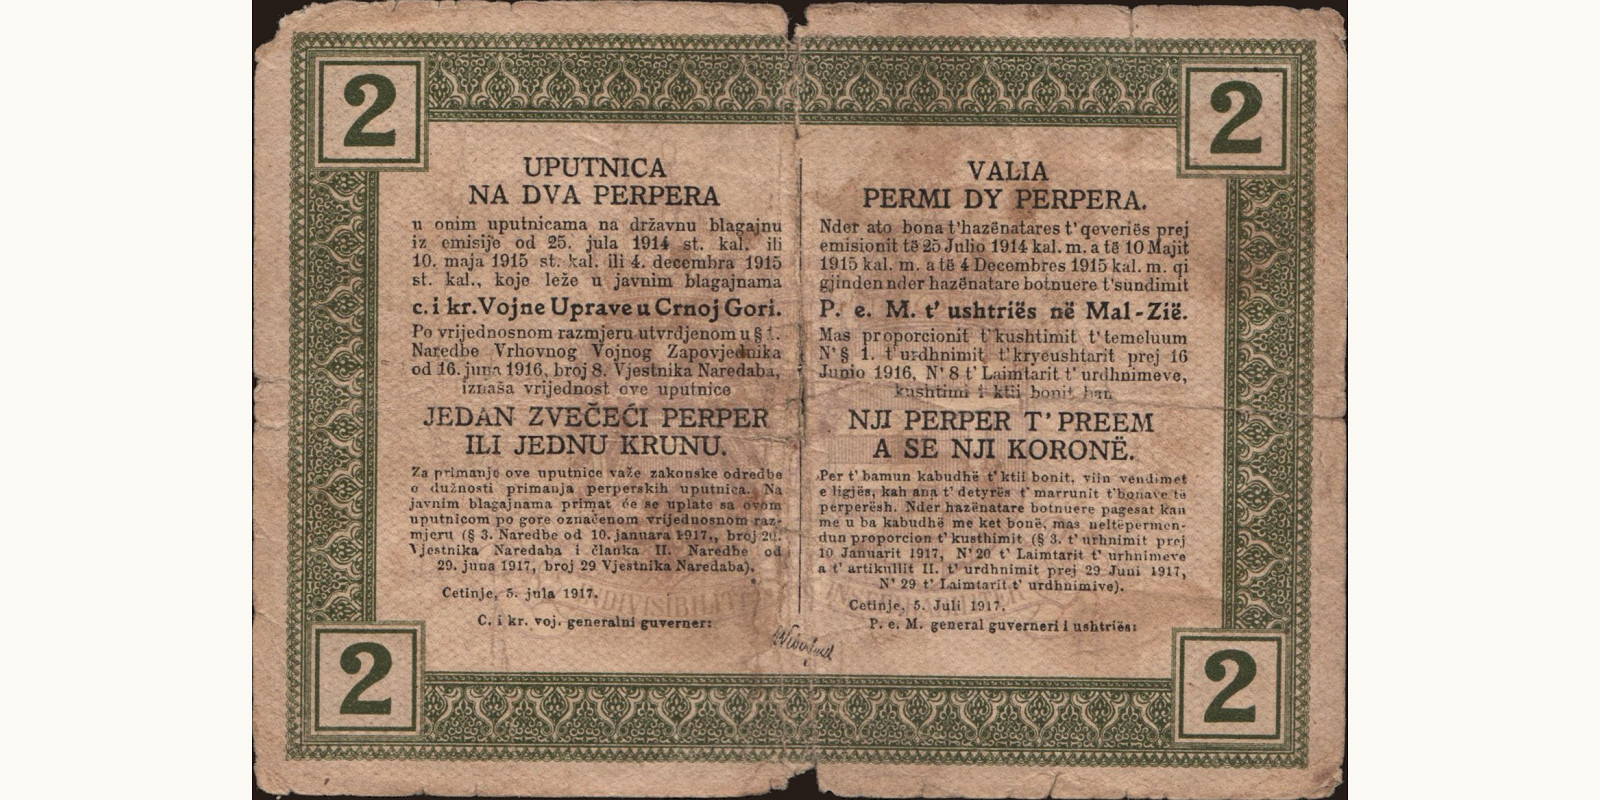 2
2
UPUTNICA
NA DVA PERPERA
u onim uputnicama na državnu blagajnu
iz emisije od 25. jula 1914 st. kal. ili
10. maja 1915 st. kal. ili 4. decembra 1915
st. kal., koje leže u javnim blagajnama
c. i kr. Vojne Uprave u Crnoj Gori.
Po vrijednosnom razmjeru utvrdjenom u § 1.
Naredbe Vrhovnog Vojnog Zapovjednika
od 16. juna 1916, broj 8. Vjestnika Naredaba,
iznaša vrijednost ove uputnice
JEDAN ZVEČEĆI PERPER
ILI JEDNU KRUNU.
Za primanje ove uputnice važe zakonske odredbe
o dužnosti primanja perperskih uputnica. Na
javnim blagajnama primat će se uplate sa ovom
uputnicom po gore označenom vrijednosnom raz-
mjeru (§ 3. Naredbe od 10. januara 1917., broj 20.
Vjestnika Naredaba i članka II. Naredbe od
29. juna 1917, broj 29 Vjestnika Naredaba).
Cetinje, 5. jula 1917.
C. i kr. voj. generalni guverner:
VALIA
PERMI DY PERPERA.
Nder ato bona t'hazënatares t' qeveriës prej
emisionit të 25 Julio 1914 kal. m. a të 10 Majit
1915 kal. m. a të 4 Decembres 1915 kal. m. qi
gjinden nder hazënatare botnuere t'sundimit
P. e. M. t' ushtriës në Mal-Zië.
Mas proporcionit t'kushtimit t'temeluum
N' § 1. t'urdhnimit t'kryeushtarit prej 16
Junio 1916, N' 8 t' Laimtarit t' urdhnimeve,
kushtimi i ktii bonit ban
NJI PERPER T' PREEM
A SE NJI KORONË.
Per t' bamun kabudhë t' ktii bonit, viin vendimet
e ligjës, kah ana t' detyrës t' marrunit t'bonave të
perperësh. Nder hazënatare botnuere pagesat kan
me u ba kabudhë me ket bonë, mas neltëpermen-
dun proporcion t' kusthimit (§ 3. t' urhnimit prej
10 Januarit 1917, N' 20 t' Laimtarit t' urhnimeve
a t' artikullit II. t' urdhnimit prej 29 Juni 1917,
N' 29 t' Laimtarit t' urdhnimive).
Cetinje, 5. Juli 1917.
P. e. M. general guverneri i ushtriës:
2
2